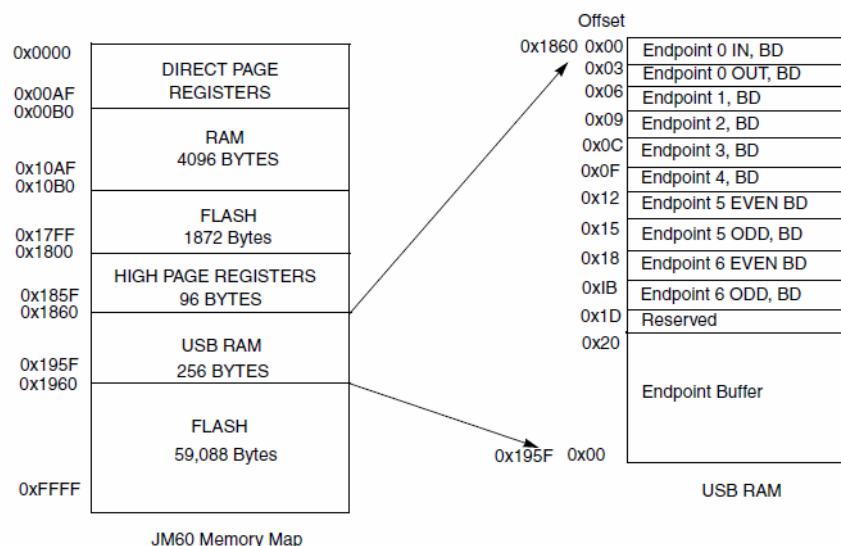 0x0000
DIRECT PAGE
REGISTERS
0x00AF
0x00B0
RAM
4096 BYTES
0x10AF
0x10B0
FLASH
1872 Bytes
0x17FF
0x1800
HIGH PAGE REGISTERS
96 BYTES
0x185F
0x1860
USB RAM
256 BYTES
0x195F
0x1960
FLASH
59,088 Bytes
0xFFFF
JM60 Memory Map
Offset
0x1860 0x00 Endpoint 0 IN, BD
0x03 Endpoint 0 OUT, BD
0x06 Endpoint 1, BD
0x09 Endpoint 2, BD
0x0C Endpoint 3, BD
0x0F Endpoint 4, BD
0x12 Endpoint 5 EVEN BD
0x15 Endpoint 5 ODD, BD
0x18 Endpoint 6 EVEN BD
0xIB Endpoint 6 ODD, BD
0x1D Reserved
0x20
Endpoint Buffer
0x195F 0x00
USB RAM